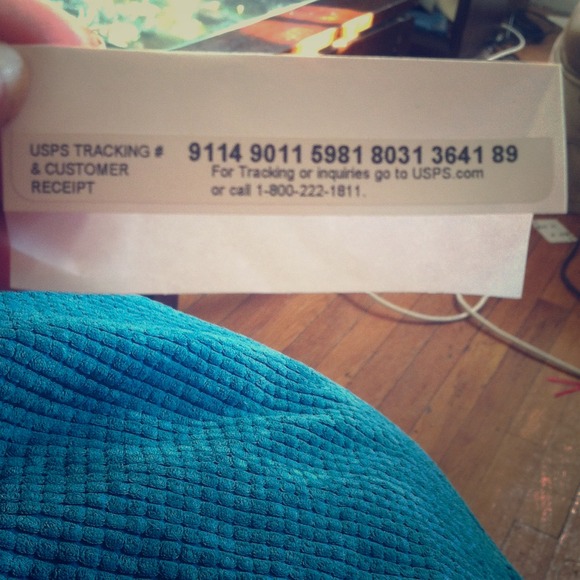 USPS TRACKING # 9114 9011 5981 8031 3641 89
& CUSTOMER For Tracking or inquiries go to USPS.com
RECEIPT or call 1-800-222-1811.